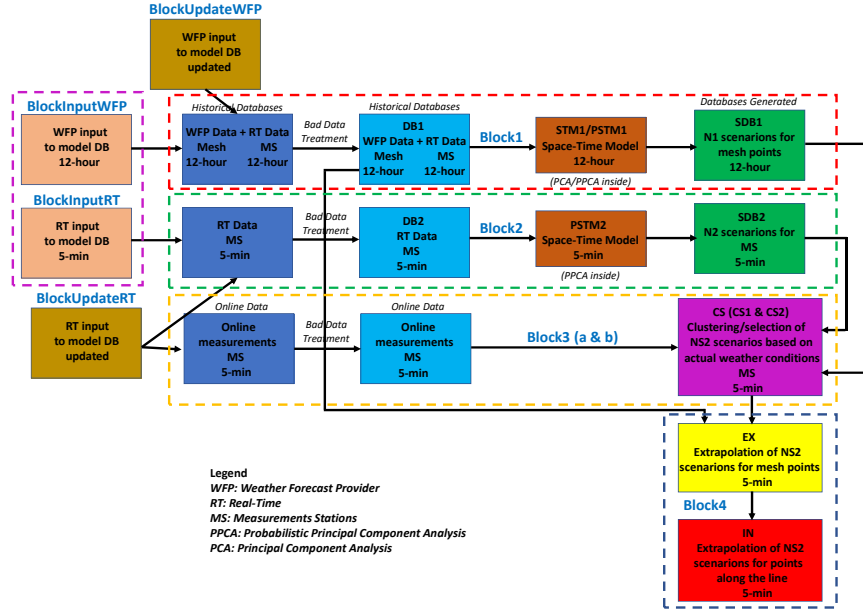 BlockUpdateWFP
WFP input
to model DB
updated
BlockInputWFP
WFP input
to model DB
12-hour
Historical Databases
WFP Data + RT Data
Mesh MS
12-hour 12-hour
Bad Data
Treatment
Historical Databases
DB1
WFP Data + RT Data
Mesh MS
12-hour 12-hour
Block1
STM1/PSTM1
Space-Time Model
12-hour
(PCA/PPCA inside)
Databases Generated
SDB1
N1 scenarios for
mesh points
12-hour
BlockInputRT
RT input
to model DB
5-min
RT Data
MS
5-min
Bad Data
Treatment
DB2
RT Data
MS
5-min
Block2
PSTM2
Space-Time Model
5-min
(PPCA inside)
SDB2
N2 scenarios for
MS
5-min
BlockUpdateRT
RT input
to model DB
updated
Online Data
Online
measurements
MS
5-min
Bad Data
Treatment
Online Data
Online
measurements
MS
5-min
Block3 (a & b)
CS (CS1 & CS2)
Clustering/selection of
NS2 scenarios based on
actual weather conditions
MS
5-min
EX
Extrapolation of NS2
scenarions for mesh points
5-min
Block4
IN
Extrapolation of NS2
scenarions for points
along the line
5-min
Legend
WFP: Weather Forecast Provider
RT: Real-Time
MS: Measurements Stations
PPCA: Probabilistic Principal Component Analysis
PCA: Principal Component Analysis